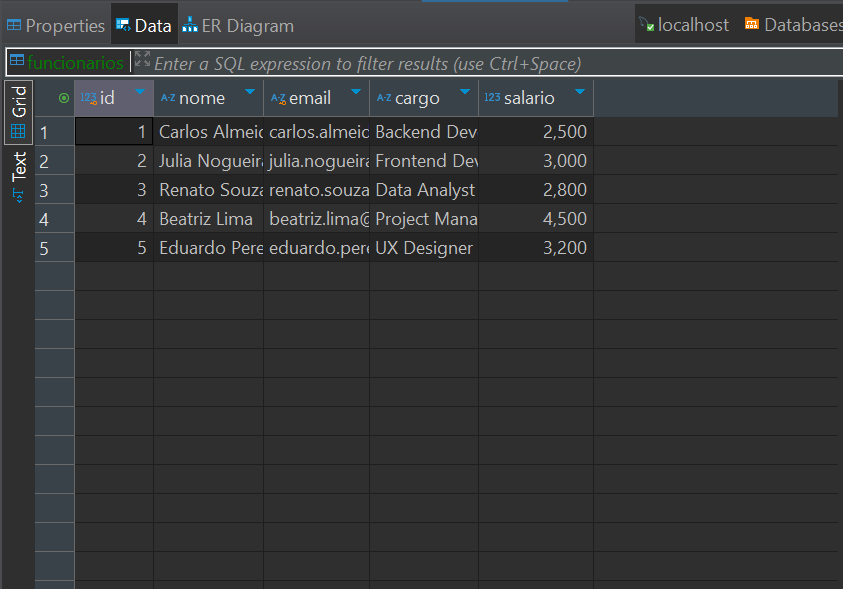 Properties Data ER Diagram localhost Databases
funcionarios Enter a SQL expression to filter results (use Ctrl+Space)
Grid
Text
123 id A-Z nome A-Z email A-Z cargo 123 salario
1 1 Carlos Almeic carlos.almeic Backend Dev 2,500
2 2 Julia Nogueira julia.nogueira Frontend Dev 3,000
3 3 Renato Souza renato.souza Data Analyst 2,800
4 4 Beatriz Lima beatriz.lima@ Project Mana 4,500
5 5 Eduardo Pere eduardo.pere UX Designer 3,200